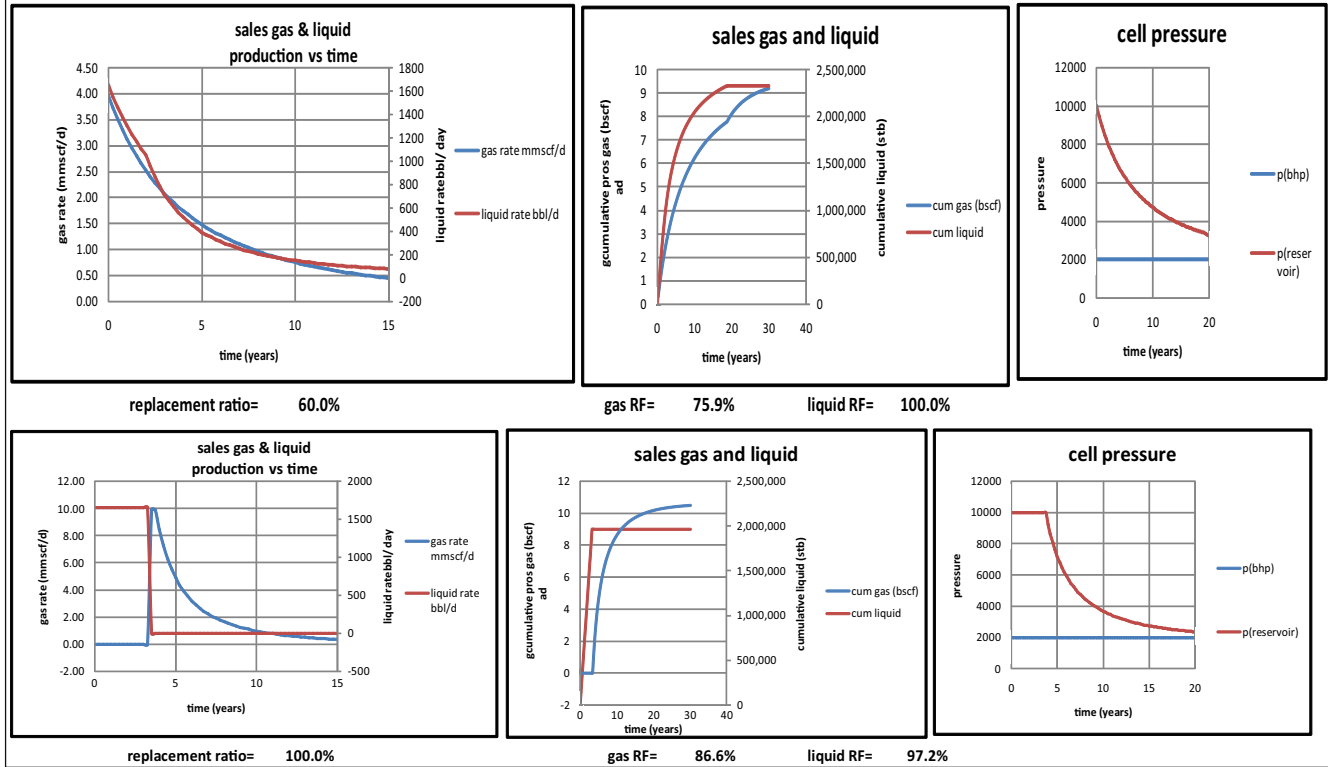 sales gas & liquid
production vs time
4.50
4.00
3.50
3.00
2.50
2.00
1.50
1.00
0.50
0.00
gas rate (mmscf/d)
1800
1600
1400
1200
1000
800
600
400
200
0
-200
liquid ratebbl/ day
0 5 10 15
time (years)
gas rate mmscf/d
liquid rate bbl/d
sales gas and liquid
10
9
8
7
6
5
4
3
2
1
0
gcumulative pros gas (bscf)
ad
2,500,000
2,000,000
1,500,000
1,000,000
500,000
0
cumulative liquid (stb)
0 10 20 30 40
time (years)
cum gas (bscf)
cum liquid
cell pressure
12000
10000
8000
6000
4000
2000
0
pressure
0 10 20
time (years)
p(bhp)
p(reser
voir)
replacement ratio= 60.0%
gas RF= 75.9% liquid RF= 100.0%
sales gas & liquid
production vs time
12.00
10.00
8.00
6.00
4.00
2.00
0.00
-2.00
gas rate (mmscf/d)
2000
1500
1000
500
0
-500
liquid ratebbl/ day
0 5 10 15
time (years)
gas rate
mmscf/d
liquid rate
bbl/d
sales gas and liquid
12
10
8
6
4
2
0
-2
gcumulative pros gas (bscf)
ad
2,500,000
2,000,000
1,500,000
1,000,000
500,000
0
cumulative liquid (stb)
0 10 20 30 40
time (years)
cum gas (bscf)
cum liquid
cell pressure
12000
10000
8000
6000
4000
2000
0
pressure
0 5 10 15 20
time (years)
p(bhp)
p(reservoir)
replacement ratio= 100.0%
gas RF= 86.6% liquid RF= 97.2%